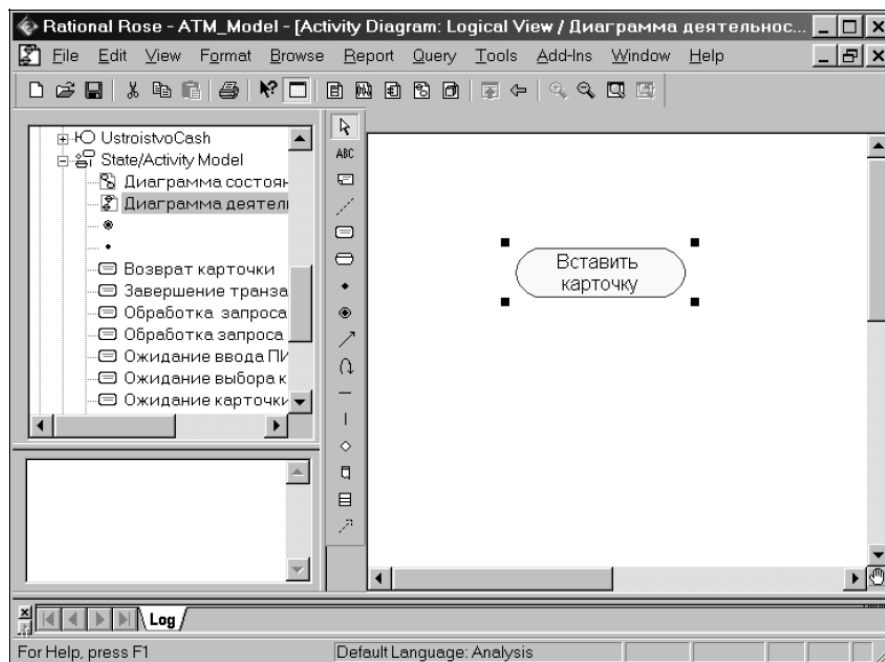 Rational Rose - ATM_Model - [Activity Diagram: Logical View / Диаграмма деятельнос...
File Edit View Format Browse Report Query Tools Add-Ins Window Help
UstroistvoCash
State/Activity Model
Диаграмма состоян
Диаграмма деятел
Возврат карточки
Завершение транза
Обработка запроса
Обработка запроса
Ожидание ввода ПИ
Ожидание выбора к
Ожидание карточки
ABC
Вставить
карточку
Log
For Help, press F1
Default Language: Analysis